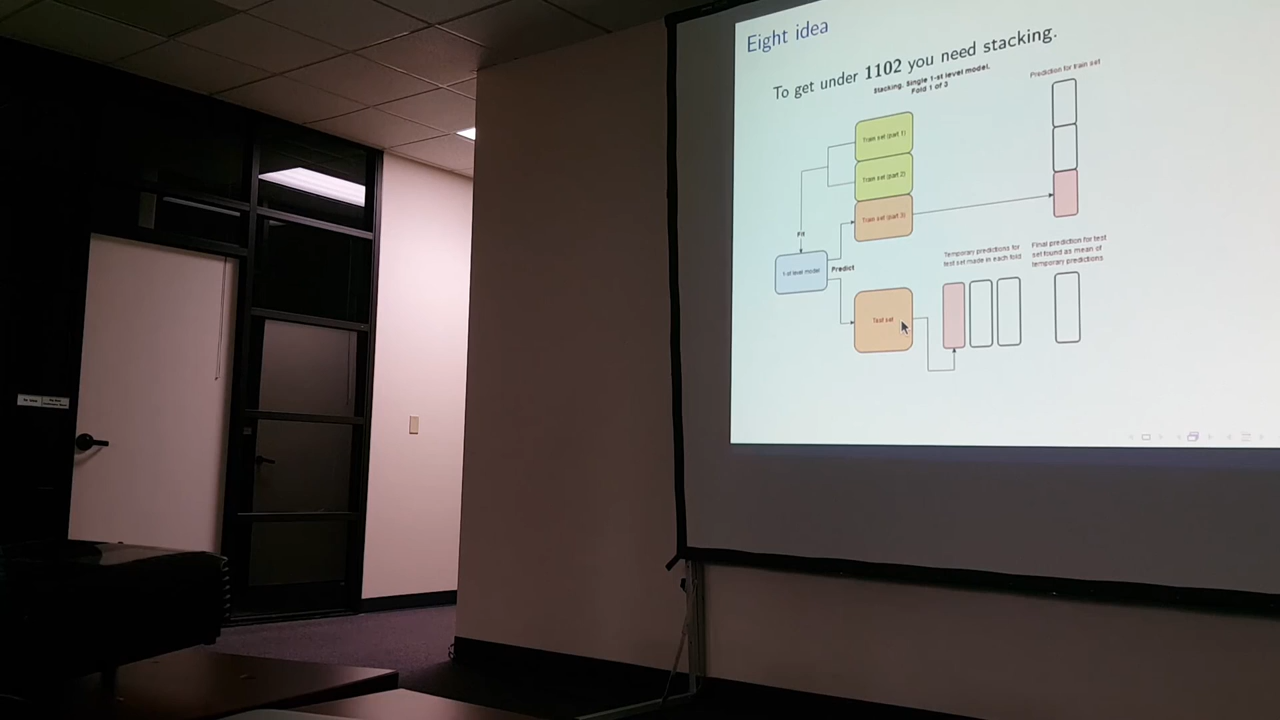 Eight idea
To get under 1102 you need stacking.
Stacking. Single 1-st level model.
Fold 1 of 3
Prediction for train set
Train set (part 1)
Train set (part 2)
Train set (part 3)
Fit
1-st level model
Predict
Test set
Temporary predictions for
test set made in each fold
Final prediction for test
set found as mean of
temporary predictions